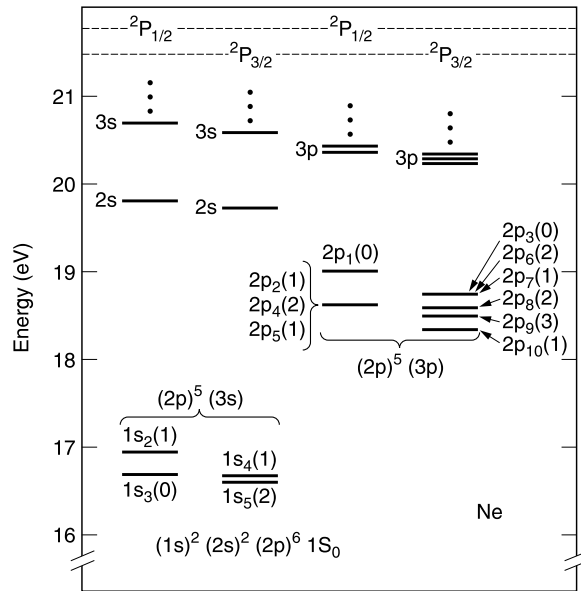 ²P₁/₂ ²P₁/₂
²P₃/₂ ²P₃/₂
21
3s 3s 3p 3p
20
2s 2s
19
2p₁(0)
2p₂(1)
2p₄(2)
2p₅(1)
2p₃(0)
2p₆(2)
2p₇(1)
2p₈(2)
2p₉(3)
2p₁₀(1)
Energy (eV)
18
(2p)⁵ (3p)
(2p)⁵ (3s)
17
1s₂(1) 1s₄(1)
1s₃(0) 1s₅(2)
Ne
16
(1s)² (2s)² (2p)⁶ 1S₀